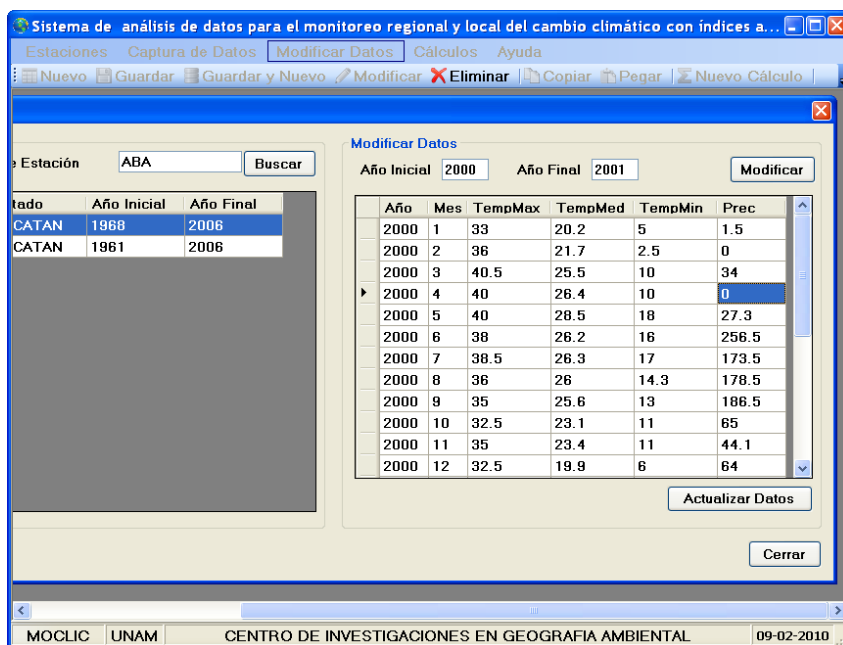 Sistema de análisis de datos para el monitoreo regional y local del cambio climático con índices a...
Estaciones Captura de Datos Modificar Datos Cálculos Ayuda
Nuevo Guardar Guardar y Nuevo Modificar Eliminar Copiar Pegar Nuevo Cálculo
e Estación ABA Buscar
tado Año Inicial Año Final
CATAN 1968 2006
CATAN 1961 2006
Modificar Datos
Año Inicial 2000 Año Final 2001 Modificar
Año Mes TempMax TempMed TempMin Prec
2000 1 33 20.2 5 1.5
2000 2 36 21.7 2.5 0
2000 3 40.5 25.5 10 34
2000 4 40 26.4 10 0
2000 5 40 28.5 18 27.3
2000 6 38 26.2 16 256.5
2000 7 38.5 26.3 17 173.5
2000 8 36 26 14.3 178.5
2000 9 35 25.6 13 186.5
2000 10 32.5 23.1 11 65
2000 11 35 23.4 11 44.1
2000 12 32.5 19.9 6 64
Actualizar Datos
Cerrar
MOCLIC UNAM CENTRO DE INVESTIGACIONES EN GEOGRAFIA AMBIENTAL 09-02-2010